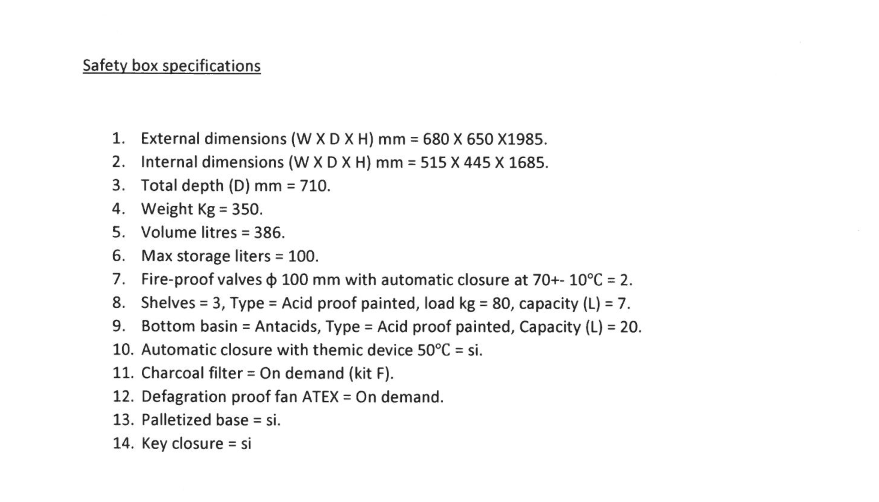 Safety box specifications
1. External dimensions (W X D X H) mm = 680 X 650 X1985.
2. Internal dimensions (W X D X H) mm = 515 X 445 X 1685.
3. Total depth (D) mm = 710.
4. Weight Kg = 350.
5. Volume litres = 386.
6. Max storage liters = 100.
7. Fire-proof valves ф 100 mm with automatic closure at 70+- 10°C = 2.
8. Shelves = 3, Type = Acid proof painted, load kg = 80, capacity (L) = 7.
9. Bottom basin = Antacids, Type = Acid proof painted, Capacity (L) = 20.
10. Automatic closure with themic device 50°C = si.
11. Charcoal filter = On demand (kit F).
12. Defagration proof fan ATEX = On demand.
13. Palletized base = si.
14. Key closure = si